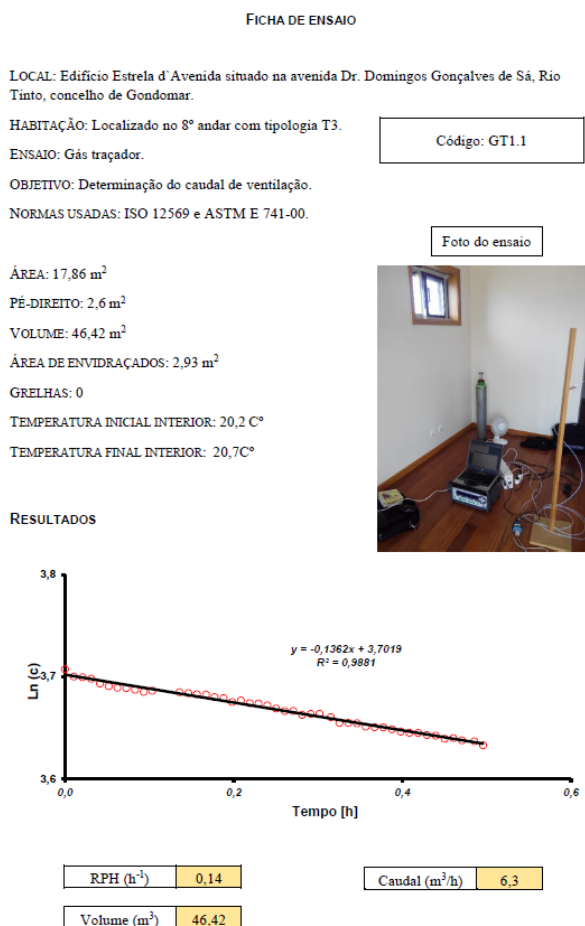 FICHA DE ENSAIO
LOCAL: Edifício Estrela d`Avenida situado na avenida Dr. Domingos Gonçalves de Sá, Rio
Tinto, concelho de Gondomar.
HABITAÇÃO: Localizado no 8º andar com tipologia T3.
Código: GT1.1
ENSAIO: Gás traçador.
OBJETIVO: Determinação do caudal de ventilação.
NORMAS USADAS: ISO 12569 e ASTM E 741-00.
Foto do ensaio
ÁREA: 17,86 m²
PÉ-DIREITO: 2,6 m²
VOLUME: 46,42 m²
ÁREA DE ENVIDRAÇADOS: 2,93 m²
GRELHAS: 0
TEMPERATURA INICIAL INTERIOR: 20,2 Cº
TEMPERATURA FINAL INTERIOR: 20,7Cº
RESULTADOS
3,8
y = -0,1362x + 3,7019
R² = 0,9881
Ln (c)
3,7
3,6
0,0 0,2 0,4 0,6
Tempo [h]
RPH (h⁻¹) 0,14 Caudal (m³/h) 6,3
Volume (m³) 46,42